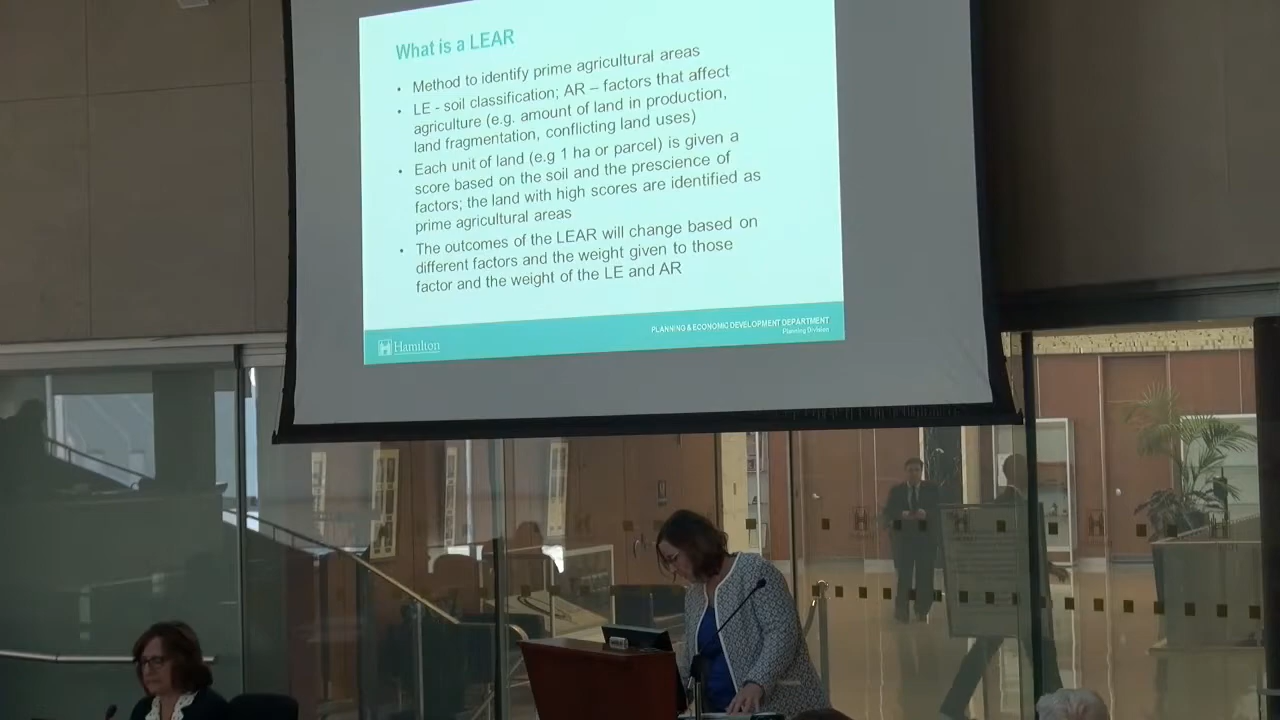 What is a LEAR
• Method to identify prime agricultural areas
• LE - soil classification; AR – factors that affect
agriculture (e.g. amount of land in production,
land fragmentation, conflicting land uses)
• Each unit of land (e.g 1 ha or parcel) is given a
score based on the soil and the prescience of
factors; the land with high scores are identified as
prime agricultural areas
• The outcomes of the LEAR will change based on
different factors and the weight given to those
factor and the weight of the LE and AR
Hamilton
PLANNING & ECONOMIC DEVELOPMENT DEPARTMENT
Planning Division